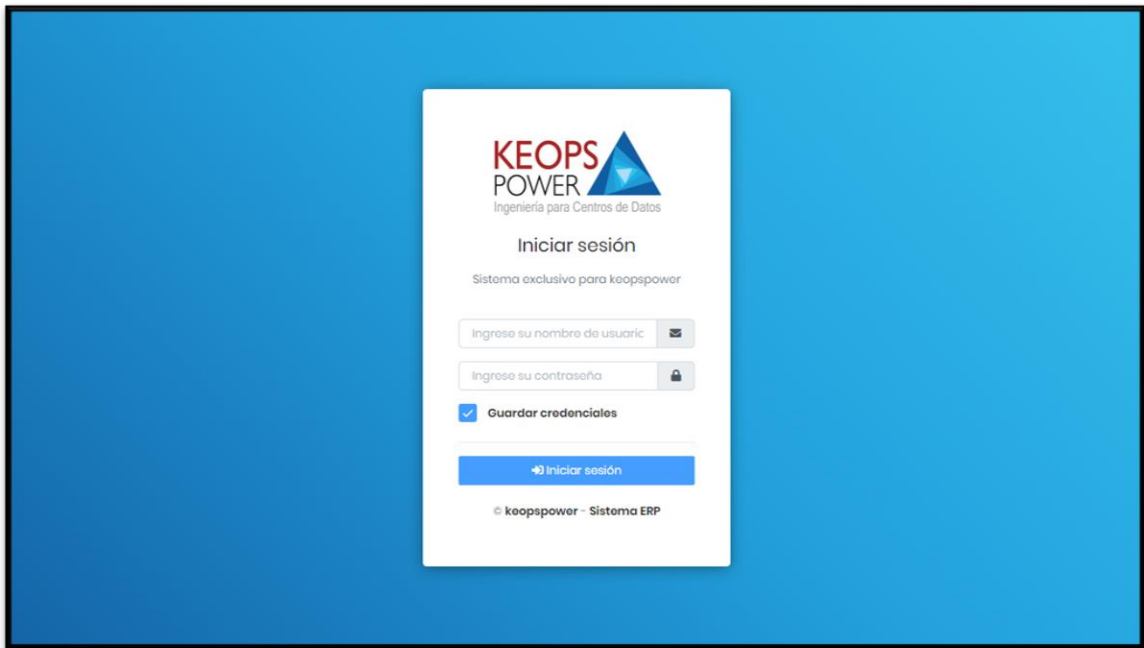 KEOPS
POWER
Ingeniería para Centros de Datos
Iniciar sesión
Sistema exclusivo para keopspower
Ingrese su nombre de usuaric
Ingrese su contraseña
Guardar credenciales
Iniciar sesión
© keopspower - Sistema ERP